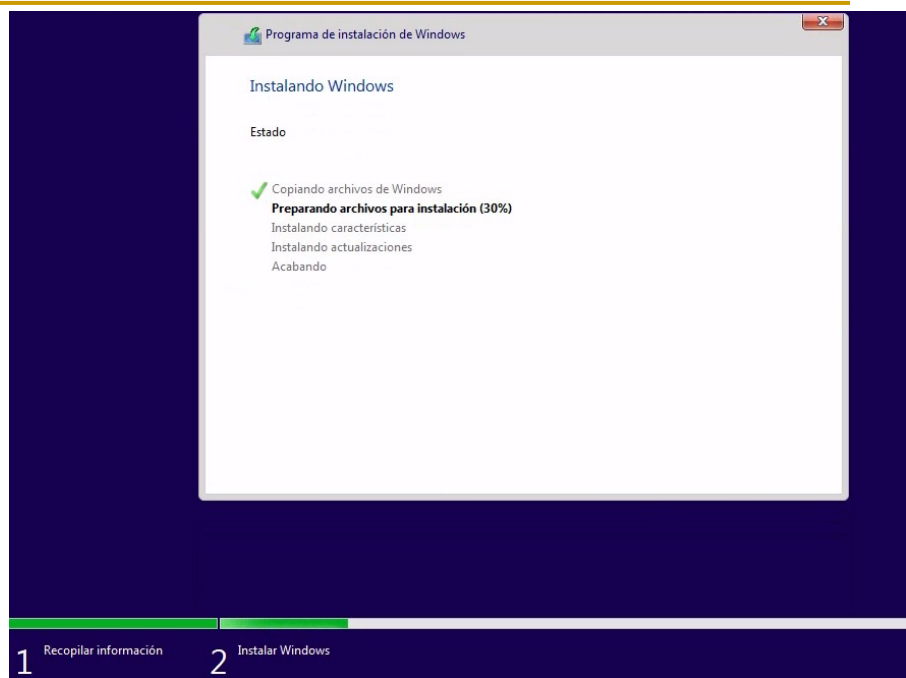 Programa de instalación de Windows
Instalando Windows
Estado
Copiando archivos de Windows
Preparando archivos para instalación (30%)
Instalando características
Instalando actualizaciones
Acabando
1 Recopilar información
2 Instalar Windows